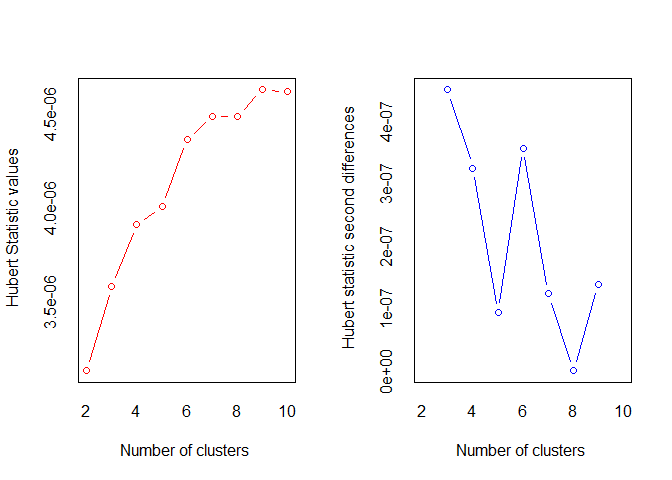 Hubert Statistic values
4.5e-06
4.0e-06
3.5e-06
2 4 6 8 10
Number of clusters
Hubert statistic second differences
4e-07
3e-07
2e-07
1e-07
0e+00
2 4 6 8 10
Number of clusters